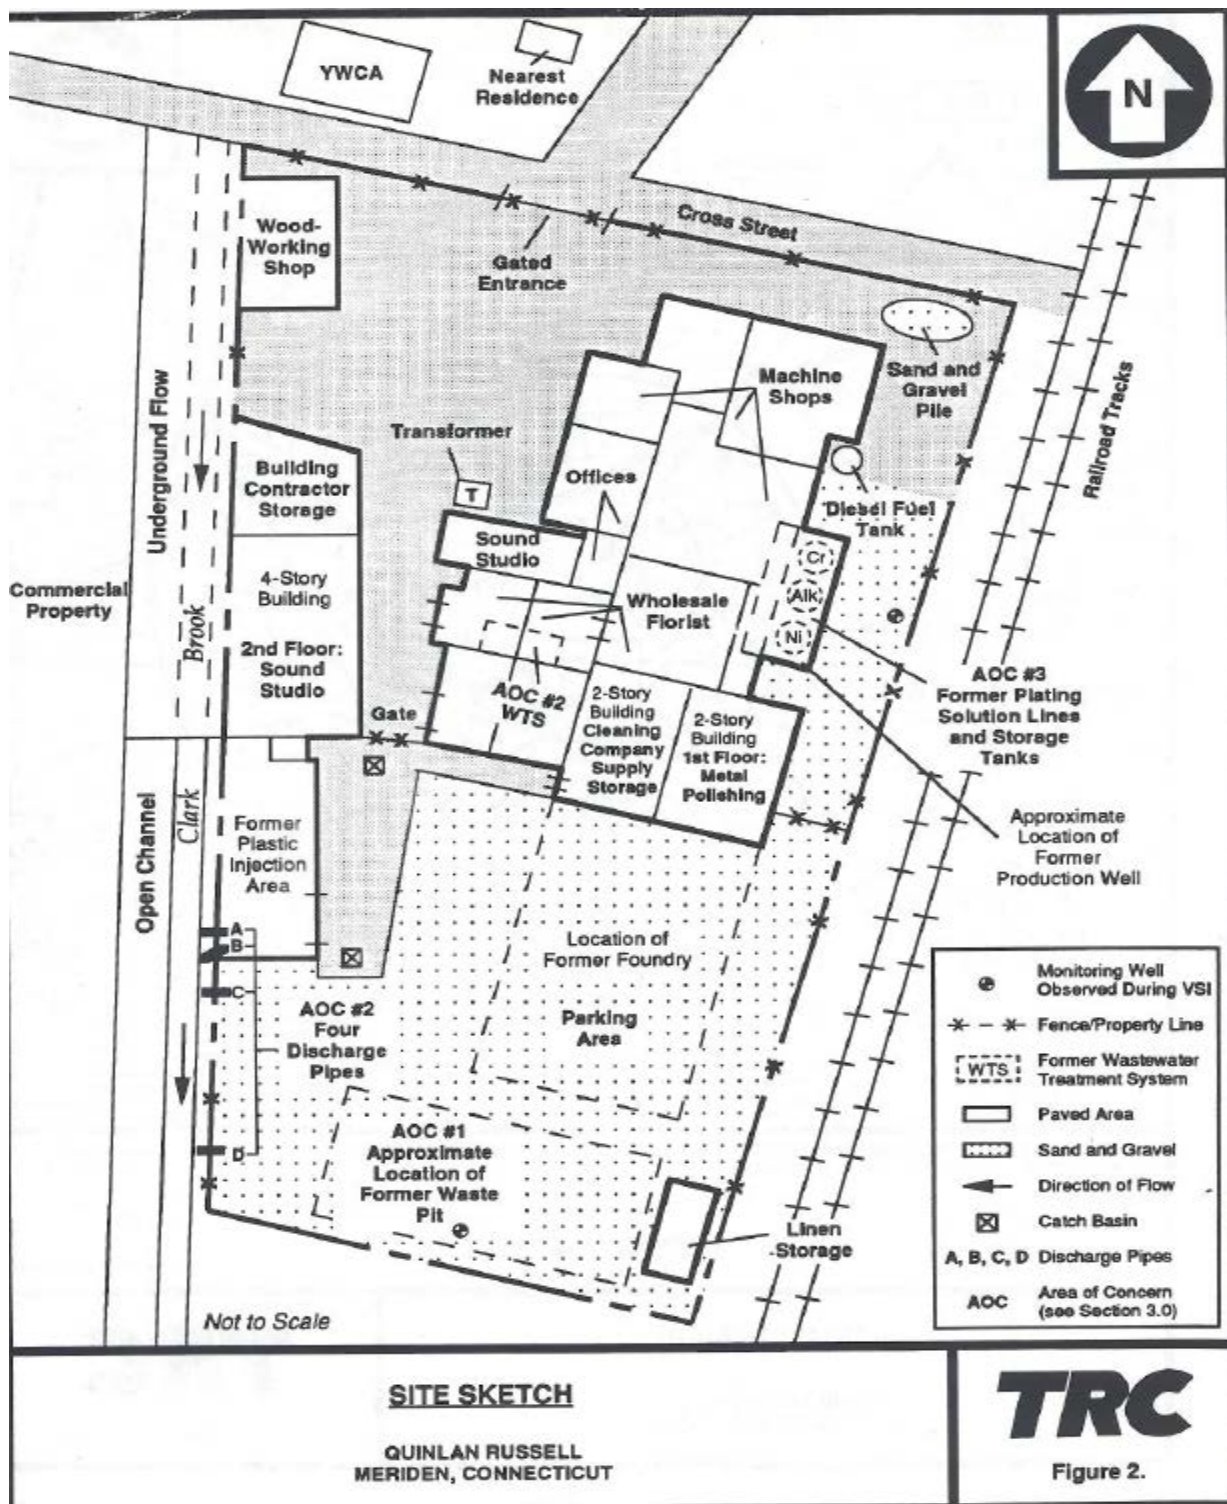 YWCA
Nearest
Residence
N
Wood-
Working
Shop
Gated
Entrance
Cross Street
Machine
Shops
Sand and
Gravel
Pile
Railroad Tracks
Underground Flow
Transformer
T
Building
Contractor
Storage
Offices
Diesel Fuel
Tank
Sound
Studio
Cr
Alk
Ni
Commercial
Property
Brook
4-Story
Building
2nd Floor:
Sound
Studio
Wholesale
Florist
AOC #3
Former Plating
Solution Lines
and Storage
Tanks
AOC #2
WTS
2-Story
Building
Cleaning
Company
Supply
Storage
2-Story
Building
1st Floor:
Metal
Polishing
Gate
Open Channel
Clark
Former
Plastic
Injection
Area
Approximate
Location of
Former
Production Well
A
B
C
D
Location of
Former Foundry
Parking
Area
AOC #2
Four
Discharge
Pipes
AOC #1
Approximate
Location of
Former Waste
Pit
Linen
Storage
Not to Scale
Monitoring Well
Observed During VSI
Fence/Property Line
WTS Former Wastewater
Treatment System
Paved Area
Sand and Gravel
Direction of Flow
Catch Basin
A, B, C, D Discharge Pipes
AOC Area of Concern
(see Section 3.0)
SITE SKETCH
QUINLAN RUSSELL
MERIDEN, CONNECTICUT
TRC
Figure 2.